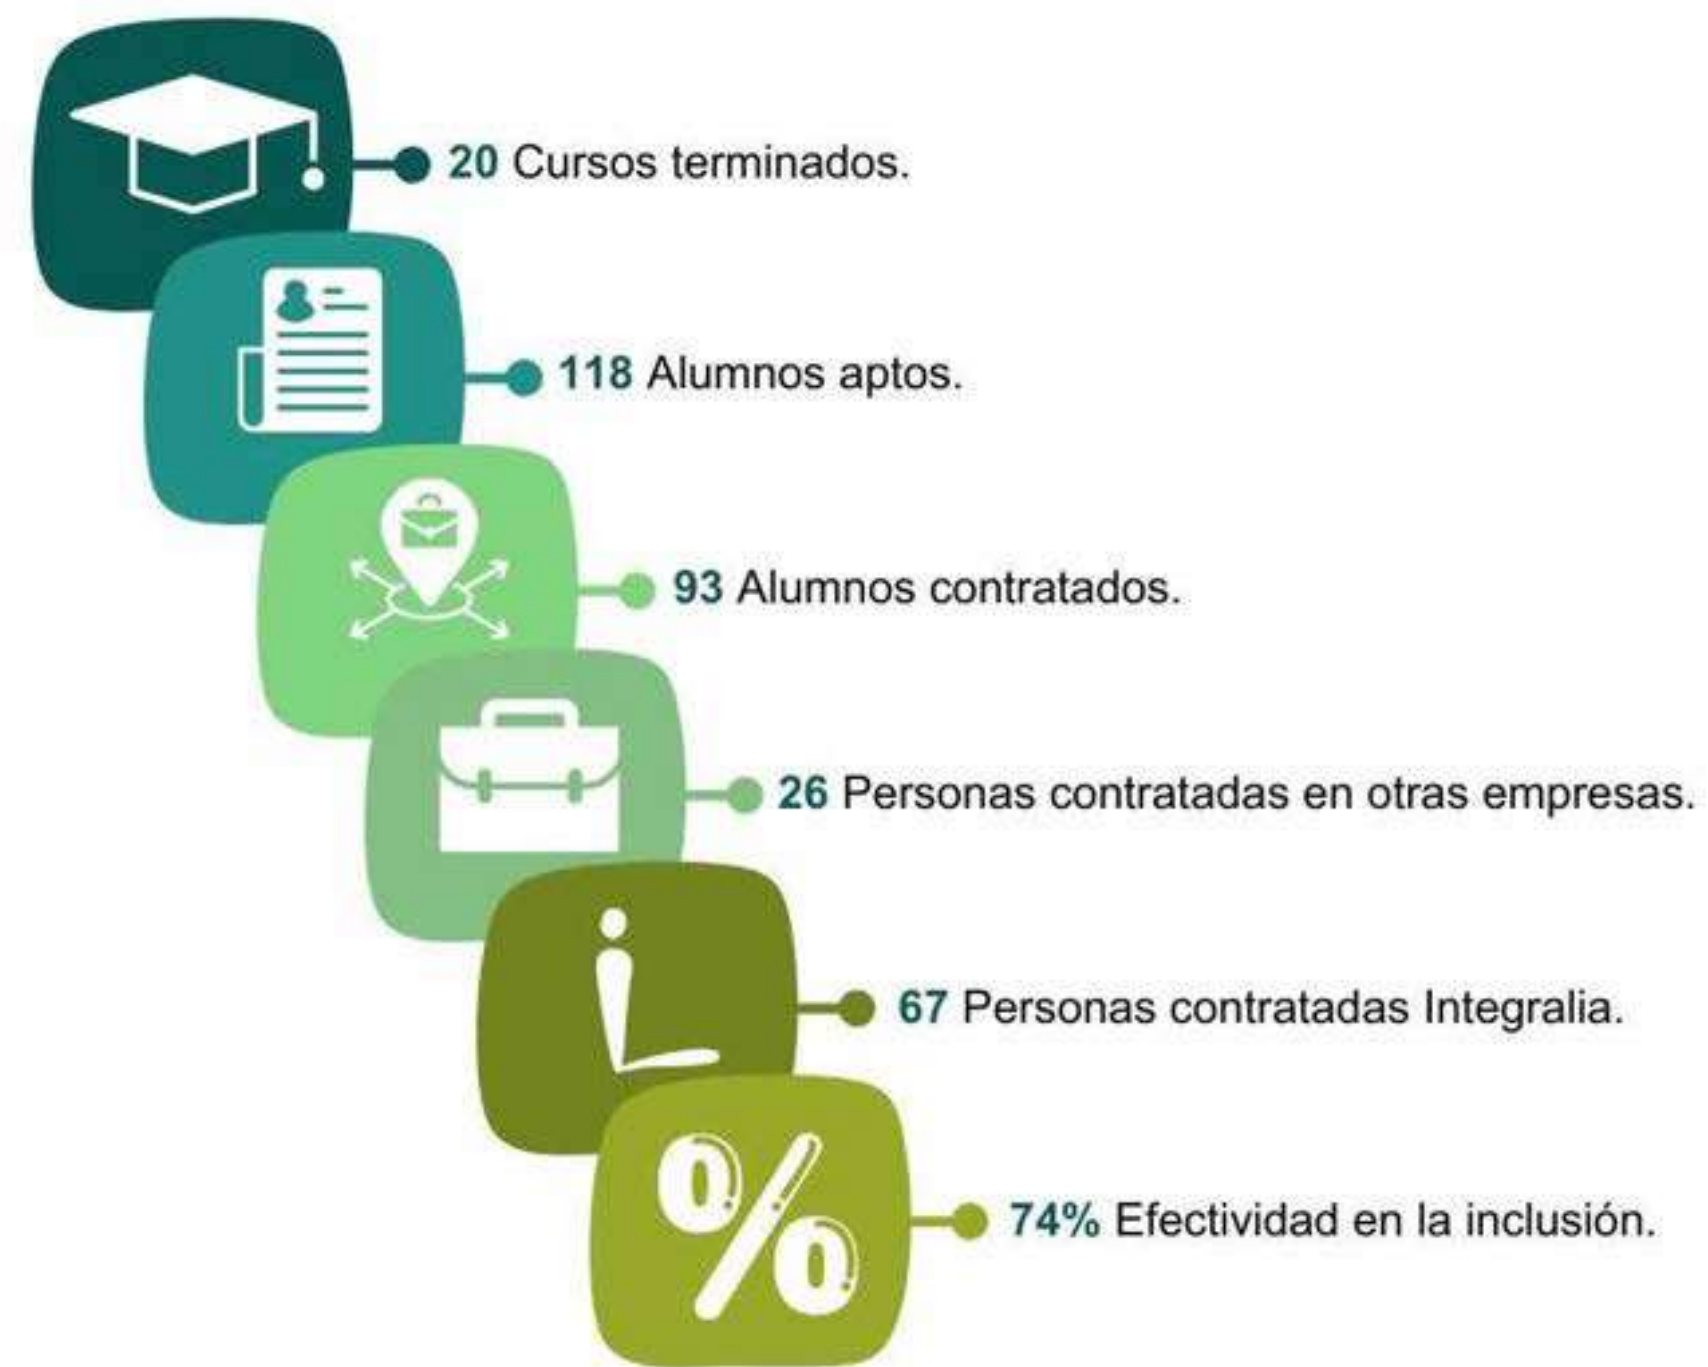 20 Cursos terminados.
118 Alumnos aptos.
93 Alumnos contratados.
26 Personas contratadas en otras empresas.
67 Personas contratadas Integralia.
74% Efectividad en la inclusión.